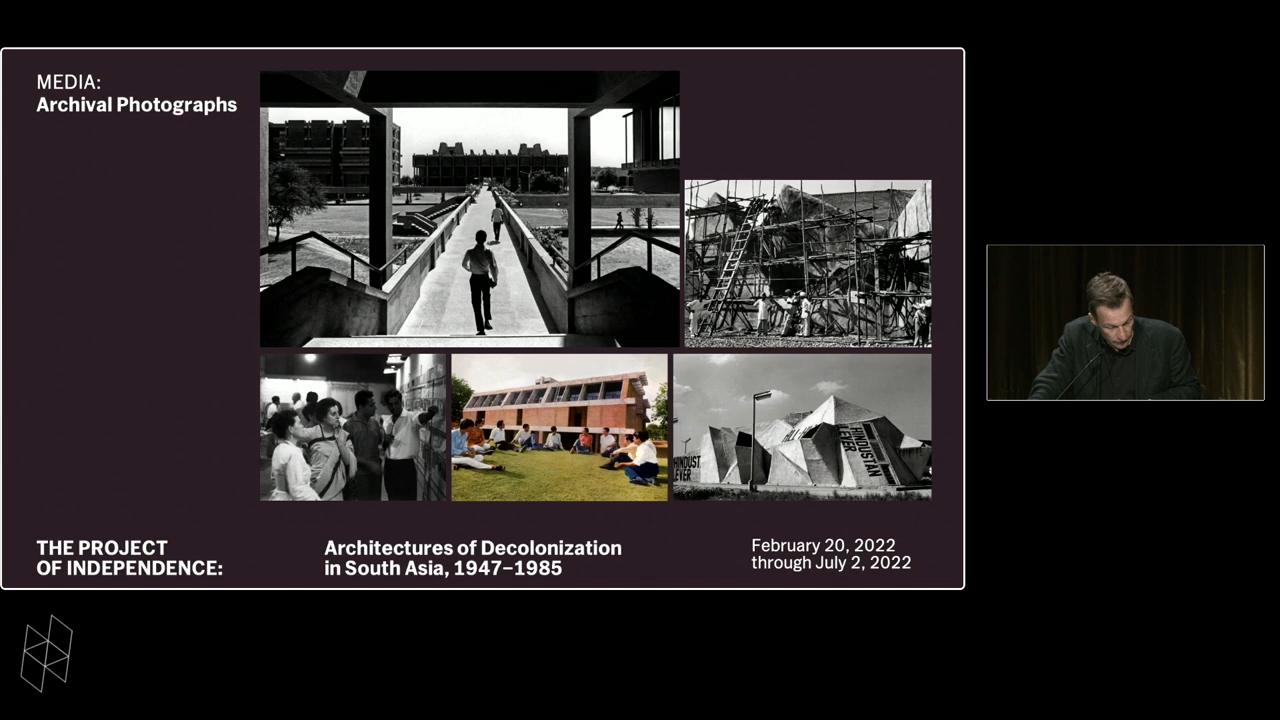 MEDIA:
Archival Photographs
HINDUST
LEVER
HINDUSTAN
LEVER
THE PROJECT
OF INDEPENDENCE:
Architectures of Decolonization
in South Asia, 1947–1985
February 20, 2022
through July 2, 2022